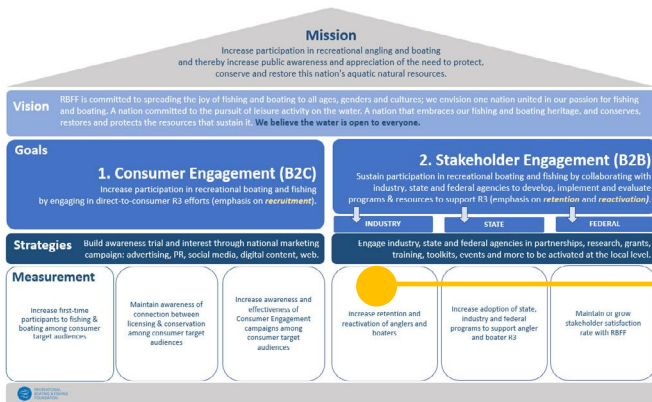 Mission
Increase participation in recreational angling and boating
and thereby increase public awareness and appreciation of the need to protect,
conserve and restore this nation's aquatic natural resources.
Vision
RBFF is committed to spreading the joy of fishing and boating to all ages, genders and cultures; we envision one nation united in our passion for fishing
and boating. A nation committed to the pursuit of leisure activity on the water. A nation that embraces our fishing and boating heritage, and conserves,
restores and protects the resources that sustain it. We believe the water is open to everyone.
Goals
1. Consumer Engagement (B2C)
Increase participation in recreational boating and fishing
by engaging in direct-to-consumer R3 efforts (emphasis on recruitment).
2. Stakeholder Engagement (B2B)
Sustain participation in recreational boating and fishing by collaborating with
industry, state and federal agencies to develop, implement and evaluate
programs & resources to support R3 (emphasis on retention and reactivation).
INDUSTRY
STATE
FEDERAL
Strategies
Build awareness trial and interest through national marketing
campaign: advertising, PR, social media, digital content, web.
Engage industry, state and federal agencies in partnerships, research, grants,
training, toolkits, events and more to be activated at the local level.
Measurement
Increase first-time
participants to fishing &
boating among consumer
target audiences
Maintain awareness of
connection between
licensing & conservation
among consumer target
audiences
Increase awareness and
effectiveness of
Consumer Engagement
campaigns among
consumer target
audiences
Increase retention and
reactivation of anglers and
boaters
Increase adoption of state,
industry and federal
programs to support angler
and boater R3
Maintain or grow
stakeholder satisfaction
rate with RBFF
RECREATIONAL
BOATING & FISHING
FOUNDATION